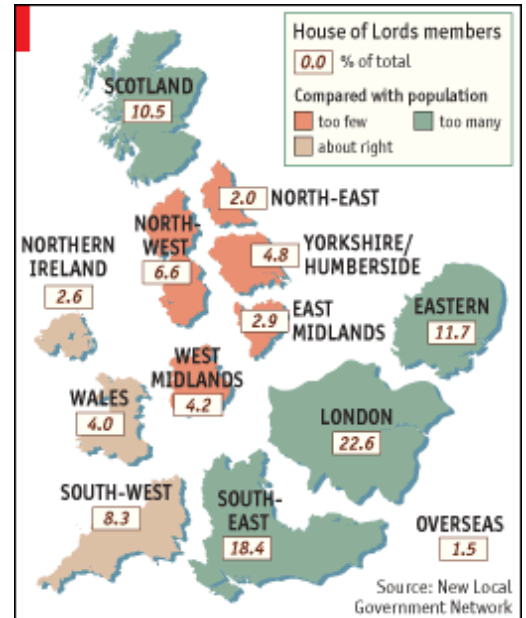 House of Lords members
0.0 % of total
Compared with population
too few
too many
about right
SCOTLAND
10.5
2.0
NORTH-EAST
NORTH-
WEST
6.6
4.8
YORKSHIRE/
HUMBERSIDE
NORTHERN
IRELAND
2.6
2.9
EAST
MIDLANDS
EASTERN
11.7
WEST
MIDLANDS
4.2
WALES
4.0
LONDON
22.6
SOUTH-WEST
8.3
SOUTH-
EAST
18.4
OVERSEAS
1.5
Source: New Local
Government Network